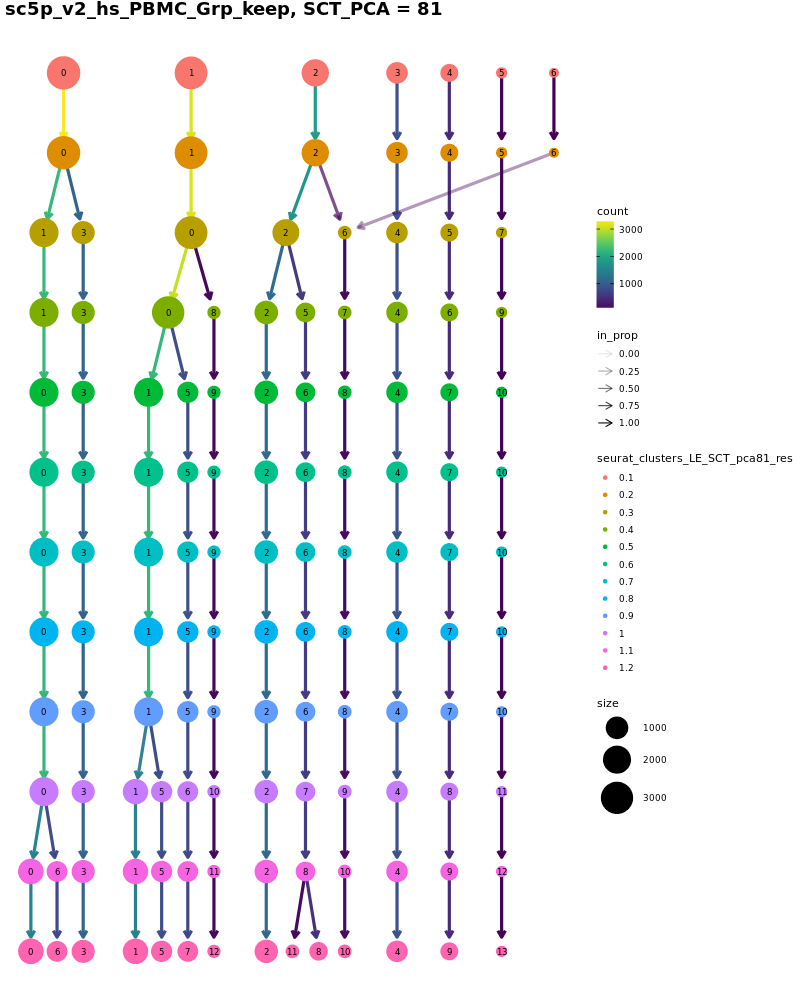 sc5p_v2_hs_PBMC_Grp_keep, SCT_PCA = 81
0 1 2 3 4 5 6
0 1 2 3 4 5 6
1 3 0 2 6 4 5 7
1 3 0 8 2 5 7 4 6 9
0 3 1 5 9 2 6 8 4 7 10
0 3 1 5 9 2 6 8 4 7 10
0 3 1 5 9 2 6 8 4 7 10
0 3 1 5 9 2 6 8 4 7 10
0 3 1 5 9 2 6 8 4 7 10
0 3 1 5 6 10 2 7 9 4 8 11
0 6 3 1 5 7 11 2 8 10 4 9 12
0 6 3 1 5 7 12 2 11 8 10 4 9 13
count
3000
2000
1000
in_prop
0.00
0.25
0.50
0.75
1.00
seurat_clusters_LE_SCT_pca81_res
0.1
0.2
0.3
0.4
0.5
0.6
0.7
0.8
0.9
1
1.1
1.2
size
1000
2000
3000